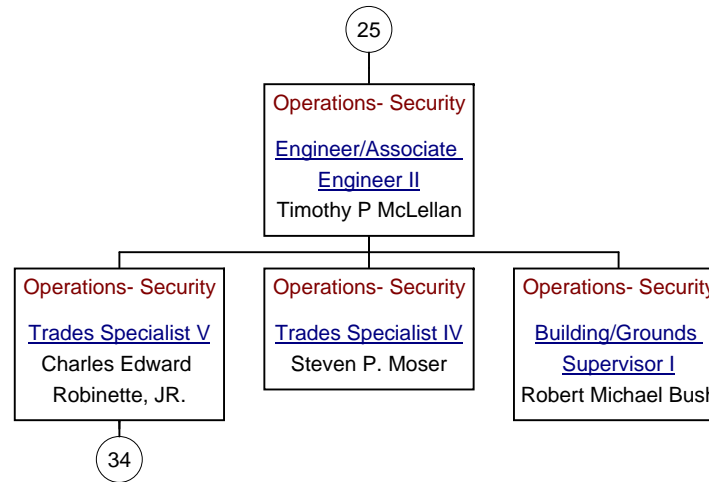 25
Operations- Security
Engineer/Associate
Engineer II
Timothy P McLellan
Operations- Security
Trades Specialist V
Charles Edward
Robinette, JR.
Operations- Security
Trades Specialist IV
Steven P. Moser
Operations- Security
Building/Grounds
Supervisor I
Robert Michael Bush
34